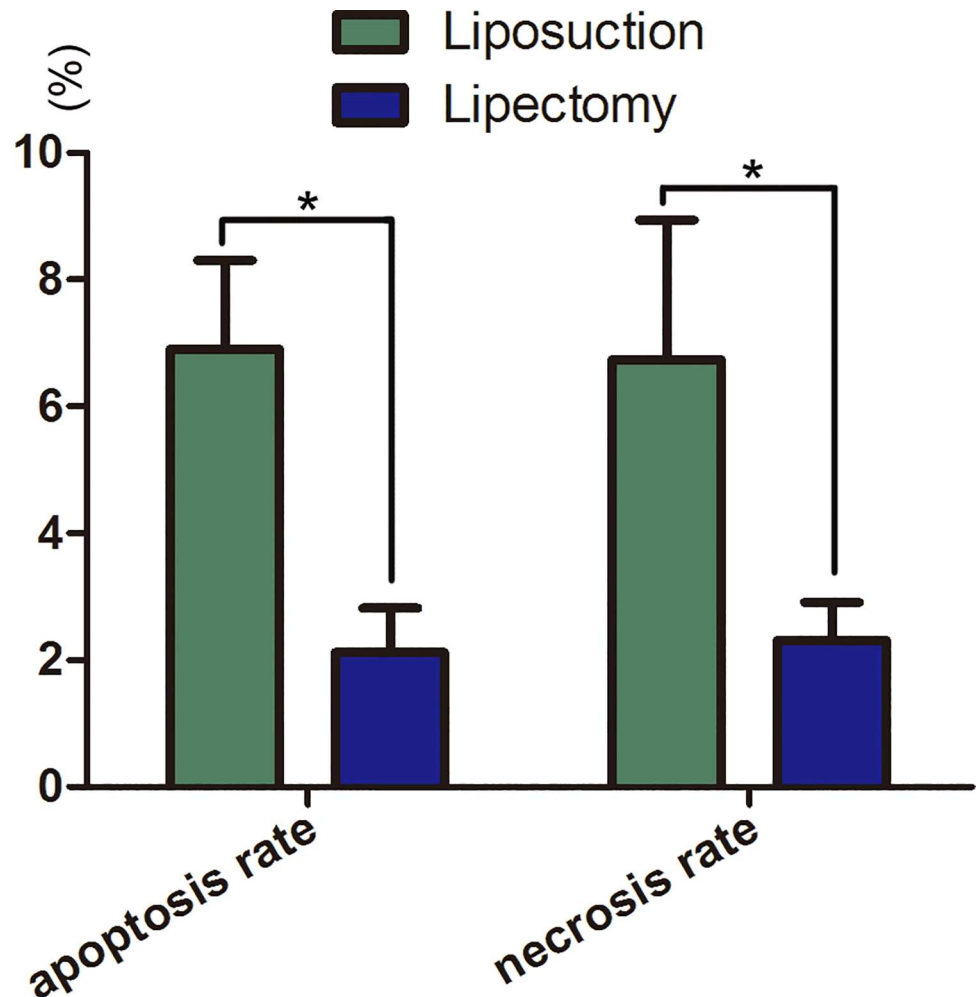 Liposuction
Lipectomy
(%)
10
8
6
4
2
0
*
*
apoptosis rate
necrosis rate